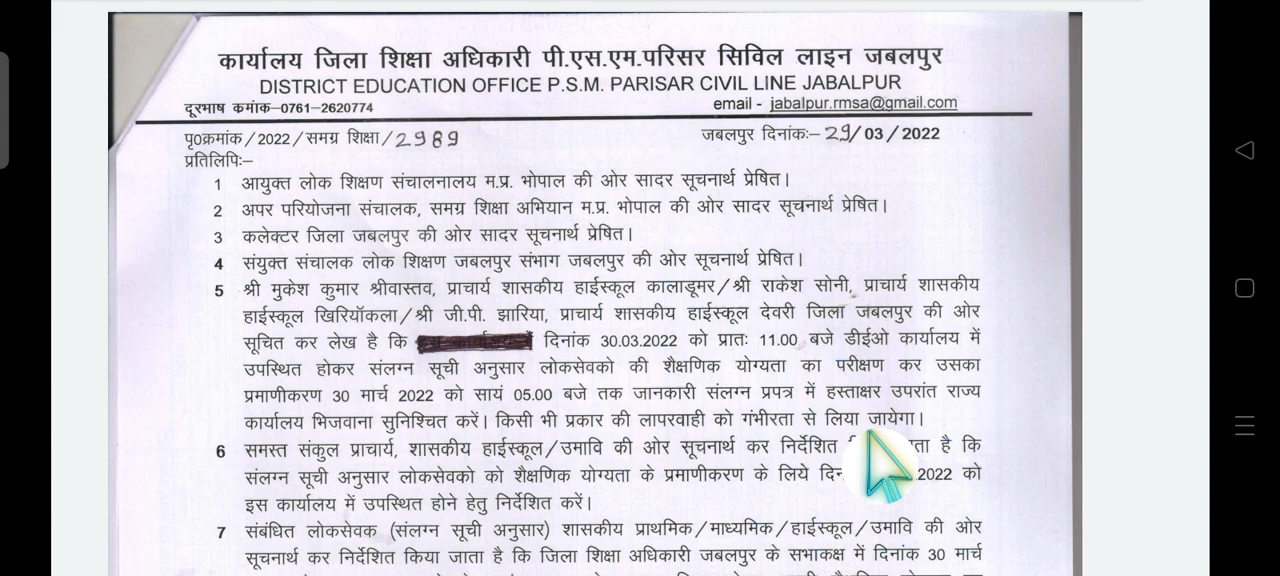 कार्यालय जिला शिक्षा अधिकारी पी.एस.एम.परिसर सिविल लाइन जबलपुर
DISTRICT EDUCATION OFFICE P.S.M. PARISAR CIVIL LINE JABALPUR
दूरभाष कमांक-0761-2620774 email - jabalpur.rmsa@gmail.com
पृ0क्रमांक/2022/समग्र शिक्षा/2989 जबलपुर दिनांकः-29/03/2022
प्रतिलिपिः-
1 आयुक्त लोक शिक्षण संचालनालय म.प्र. भोपाल की ओर सादर सूचनार्थ प्रेषित।
2 अपर परियोजना संचालक, समग्र शिक्षा अभियान म.प्र. भोपाल की ओर सादर सूचनार्थ प्रेषित।
3 कलेक्टर जिला जबलपुर की ओर सादर सूचनार्थ प्रेषित।
4 संयुक्त संचालक लोक शिक्षण जबलपुर संभाग जबलपुर की ओर सूचनार्थ प्रेषित।
5 श्री मुकेश कुमार श्रीवास्तव, प्राचार्य शासकीय हाईस्कूल कालाडूमर/श्री राकेश सोनी, प्राचार्य शासकीय
हाईस्कूल खिरियॉकला/श्री जी.पी. झारिया, प्राचार्य शासकीय हाईस्कूल देवरी जिला जबलपुर की ओर
सूचित कर लेख है कि दिनांक 30.03.2022 को प्रातः 11.00 बजे डीईओ कार्यालय में
उपस्थित होकर संलग्न सूची अनुसार लोकसेवको की शैक्षणिक योग्यता का परीक्षण कर उसका
प्रमाणीकरण 30 मार्च 2022 को सायं 05.00 बजे तक जानकारी संलग्न प्रपत्र में हस्ताक्षर उपरांत राज्य
कार्यालय भिजवाना सुनिश्चित करें। किसी भी प्रकार की लापरवाही को गंभीरता से लिया जायेगा।
6 समस्त संकुल प्राचार्य, शासकीय हाईस्कूल/उमावि की ओर सूचनार्थ कर निर्देशित है कि
संलग्न सूची अनुसार लोकसेवको को शैक्षणिक योग्यता के प्रमाणीकरण के लिये .2022 को
इस कार्यालय में उपस्थित होने हेतु निर्देशित करें।
7 संबंधित लोकसेवक (संलग्न सूची अनुसार) शासकीय प्राथमिक/माध्यमिक/हाईस्कूल/उमावि की ओर
सूचनार्थ कर निर्देशित किया जाता है कि जिला शिक्षा अधिकारी जबलपुर के सभाकक्ष में दिनांक 30 मार्च